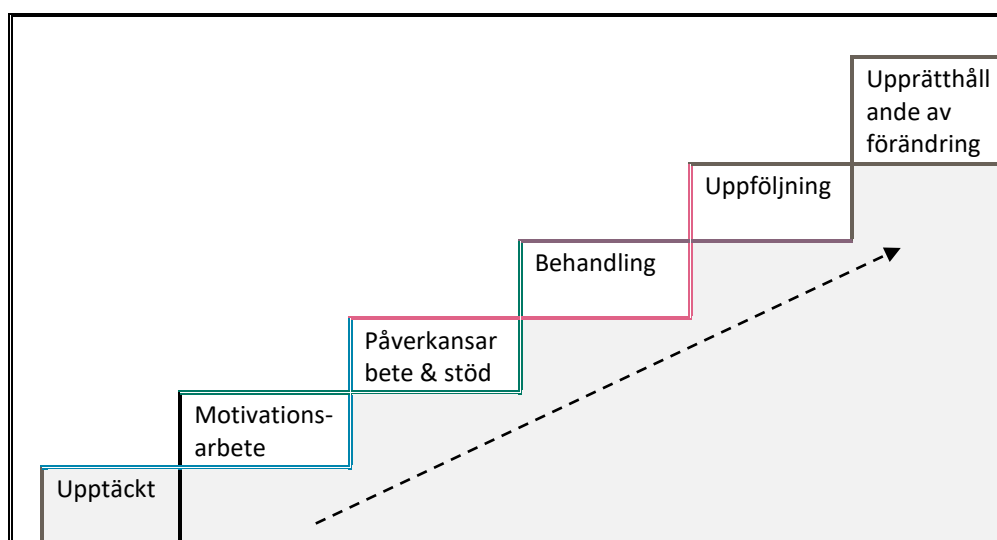 Upprätthåll
ande av
förändring
Uppföljning
Behandling
Påverkansar
bete & stöd
Motivations-
arbete
Upptäckt